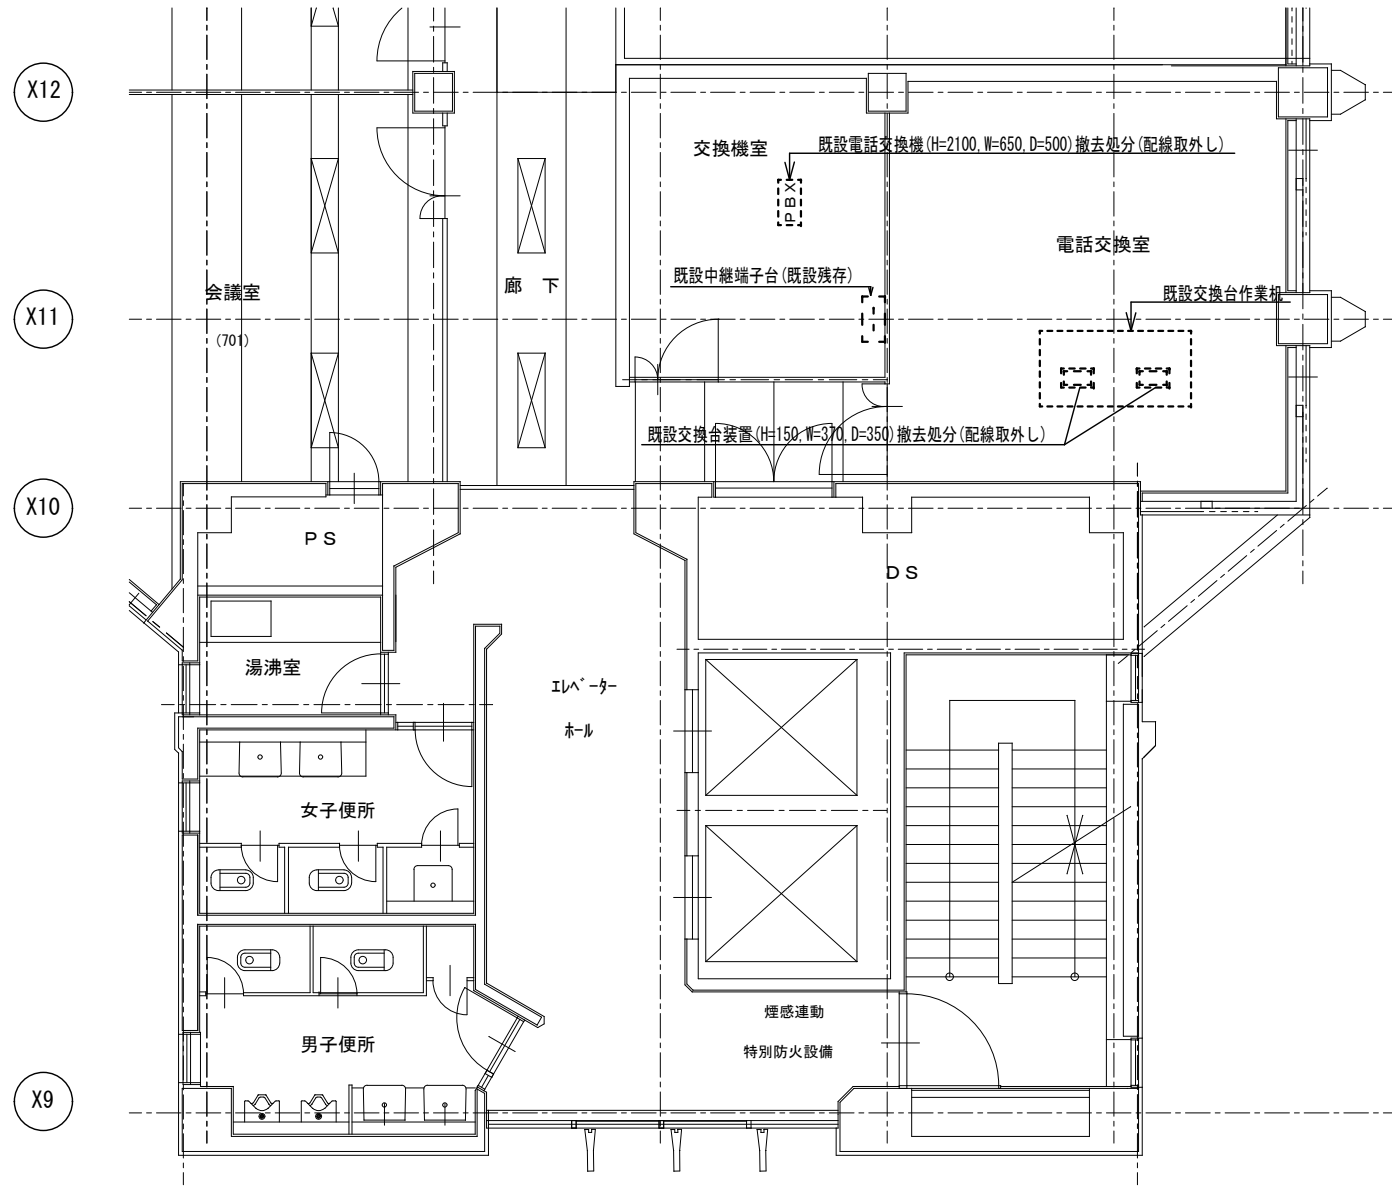 X12
交換機室
既設電話交換機(H=2100,W=650,D=500)撤去処分(配線取外し)
PBX
電話交換室
既設中継端子台(既設残存)
会議室
(701)
廊 下
既設交換台作業机
X11
既設交換台装置(H=150,W=370,D=350)撤去処分(配線取外し)
X10
PS
DS
湯沸室
エレベーター
ホール
女子便所
煙感連動
特別防火設備
男子便所
X9